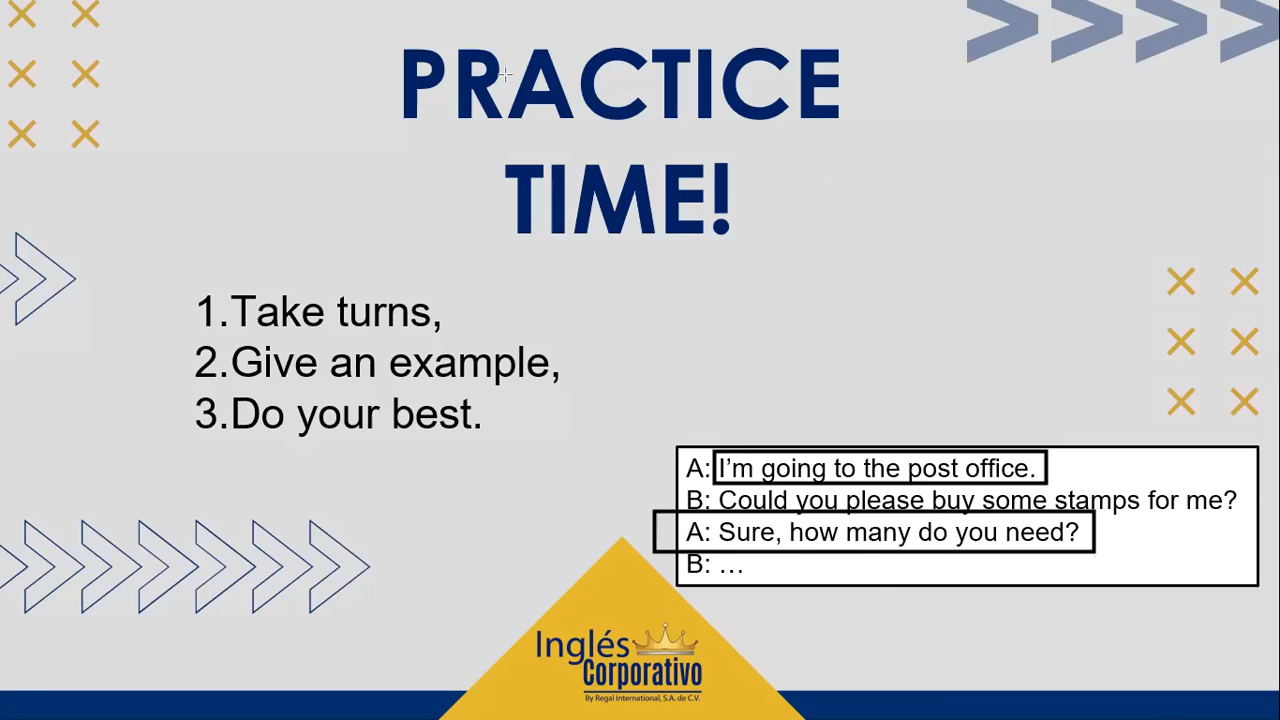 PRACTICE
TIME!
1.Take turns,
2.Give an example,
3.Do your best.
A: I’m going to the post office.
B: Could you please buy some stamps for me?
A: Sure, how many do you need?
B: …
Inglés
Corporativo
By Regal International, S.A. de C.V.